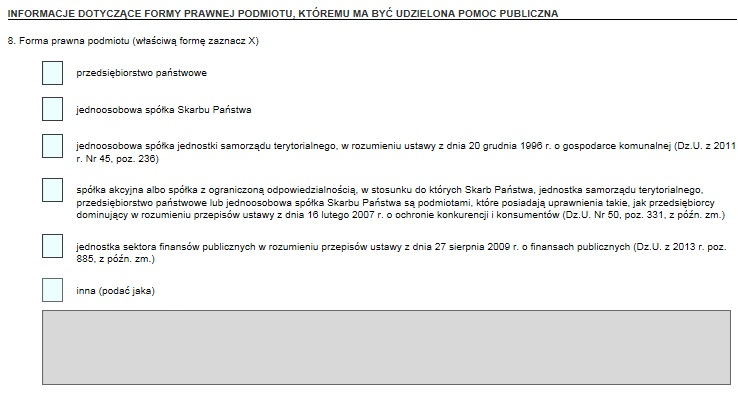 INFORMACJE DOTYCZĄCE FORMY PRAWNEJ PODMIOTU, KTÓREMU MA BYĆ UDZIELONA POMOC PUBLICZNA
8. Forma prawna podmiotu (właściwą formę zaznacz X)
przedsiębiorstwo państwowe
jednoosobowa spółka Skarbu Państwa
jednoosobowa spółka jednostki samorządu terytorialnego, w rozumieniu ustawy z dnia 20 grudnia 1996 r. o gospodarce komunalnej (Dz.U. z 2011
r. Nr 45, poz. 236)
spółka akcyjna albo spółka z ograniczoną odpowiedzialnością, w stosunku do których Skarb Państwa, jednostka samorządu terytorialnego,
przedsiębiorstwo państwowe lub jednoosobowa spółka Skarbu Państwa są podmiotami, które posiadają uprawnienia takie, jak przedsiębiorcy
dominujący w rozumieniu przepisów ustawy z dnia 16 lutego 2007 r. o ochronie konkurencji i konsumentów (Dz.U. Nr 50, poz. 331, z późn. zm.)
jednostka sektora finansów publicznych w rozumieniu przepisów ustawy z dnia 27 sierpnia 2009 r. o finansach publicznych (Dz.U. z 2013 r. poz.
885, z późn. zm.)
inna (podać jaka)